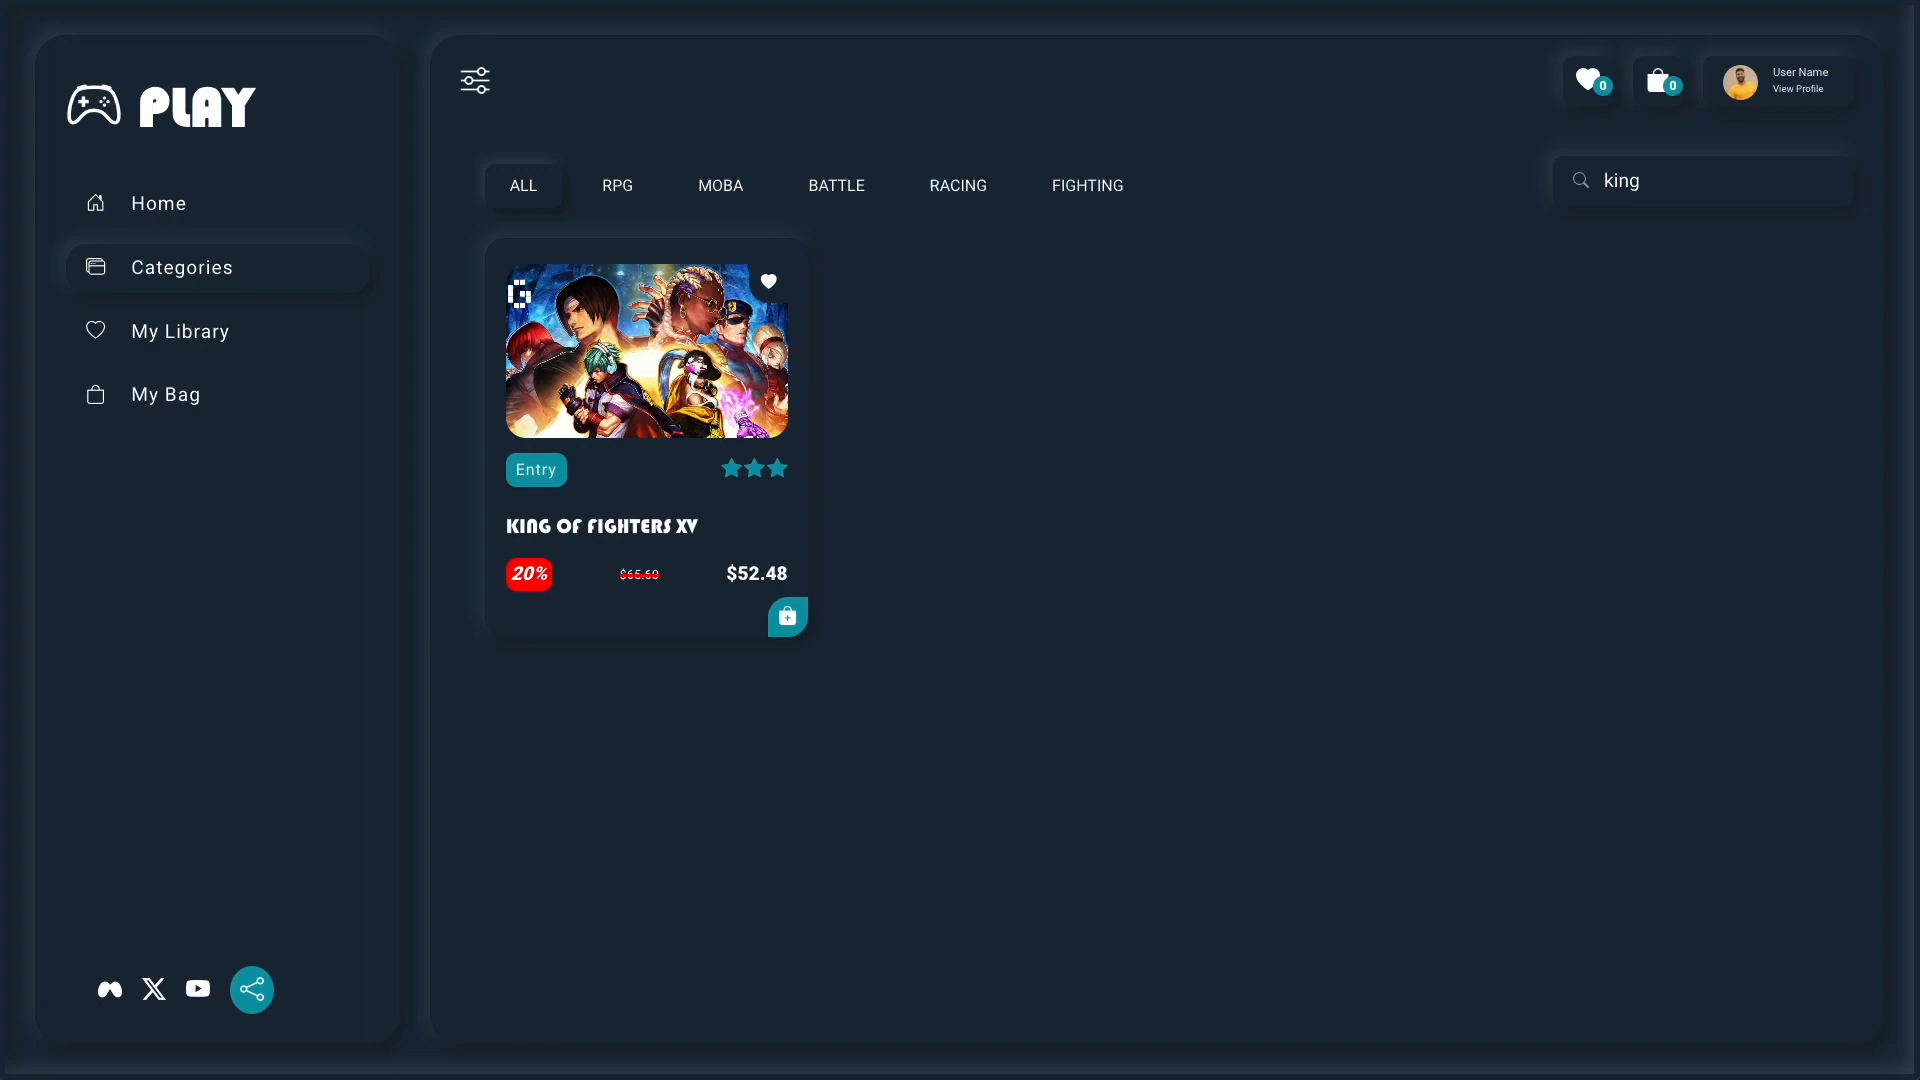 PLAY
Home
Categories
My Library
My Bag
0
0
User Name
View Profile
ALL
RPG
MOBA
BATTLE
RACING
FIGHTING
king
G
Entry
KING OF FIGHTERS XV
20%
$65.60
$52.48